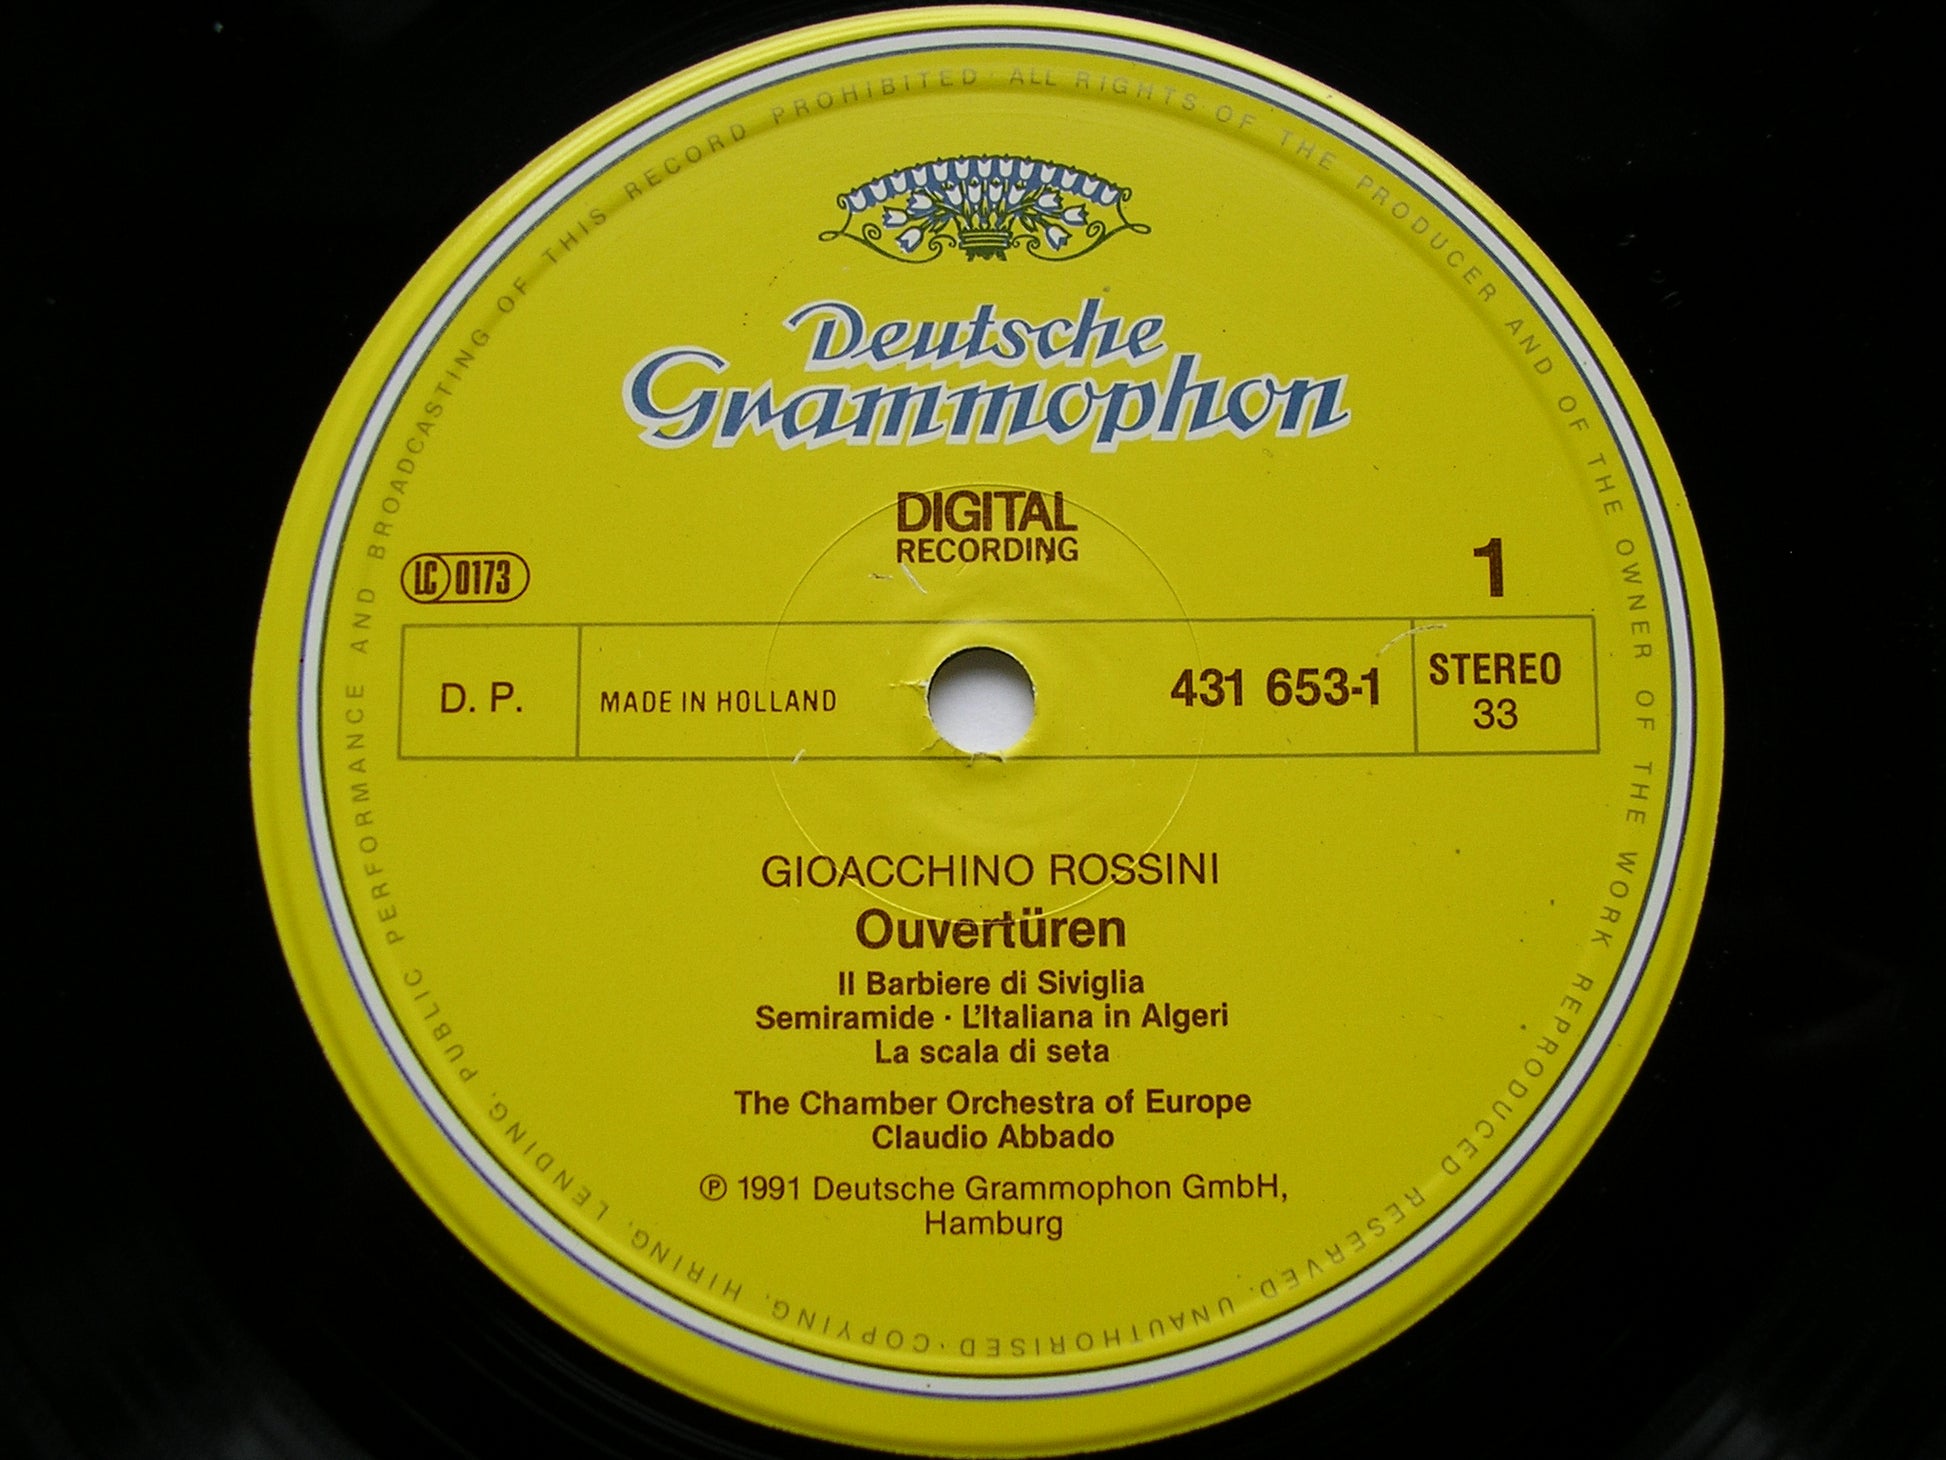 ALL RIGHTS OF THE PRODUCER AND OF THE OWNER OF THE WORK REPRODUCED RESERVED. UNAUTHORISED COPYING, HIRING, LENDING, PUBLIC PERFORMANCE AND BROADCASTING OF THIS RECORD PROHIBITED ·
Deutsche
Grammophon
DIGITAL
RECORDING
LC 0173
1
D. P.
MADE IN HOLLAND
431 653-1
STEREO
33
GIOACCHINO ROSSINI
Ouvertüren
Il Barbiere di Siviglia
Semiramide · L'Italiana in Algeri
La scala di seta
The Chamber Orchestra of Europe
Claudio Abbado
℗ 1991 Deutsche Grammophon GmbH,
Hamburg